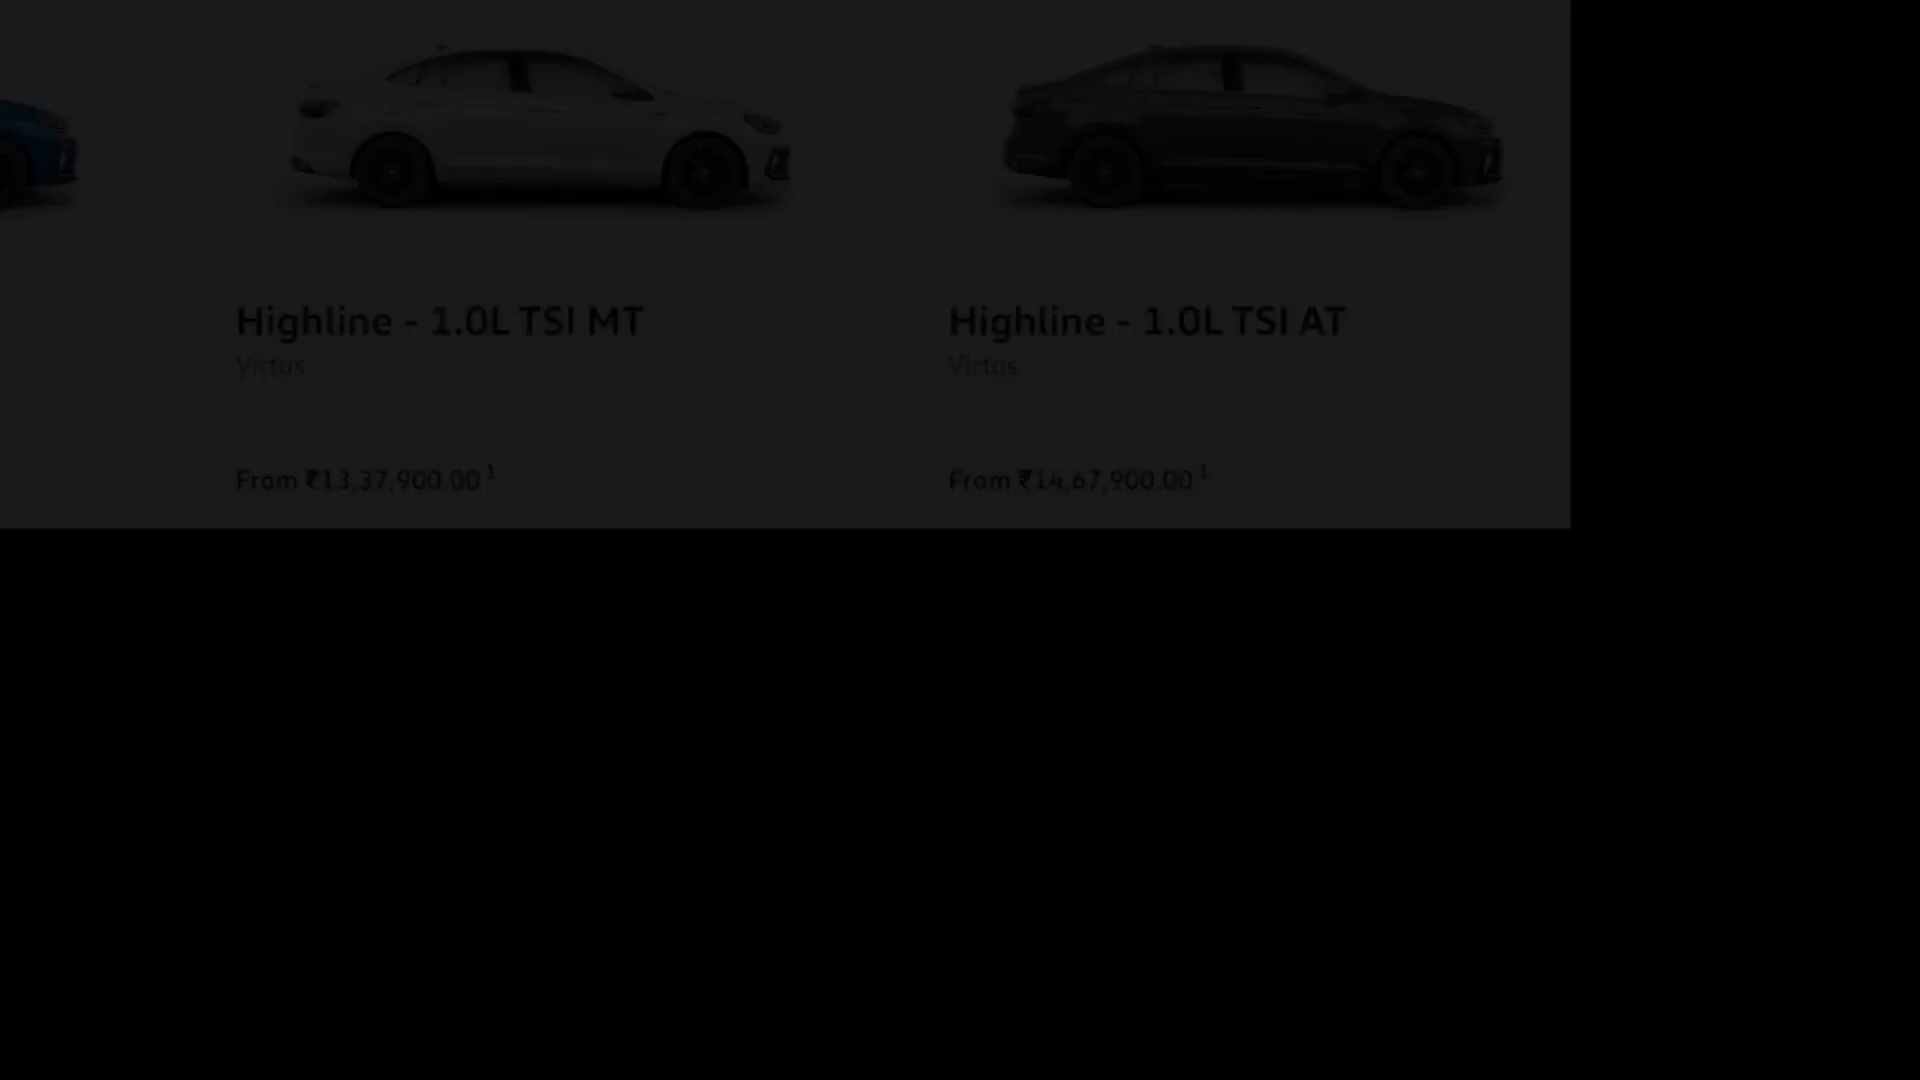 Highline - 1.0L TSI MT
Virtus
From ₹13,37,900.00 1
Highline - 1.0L TSI AT
Virtus
From ₹14,67,900.00 1